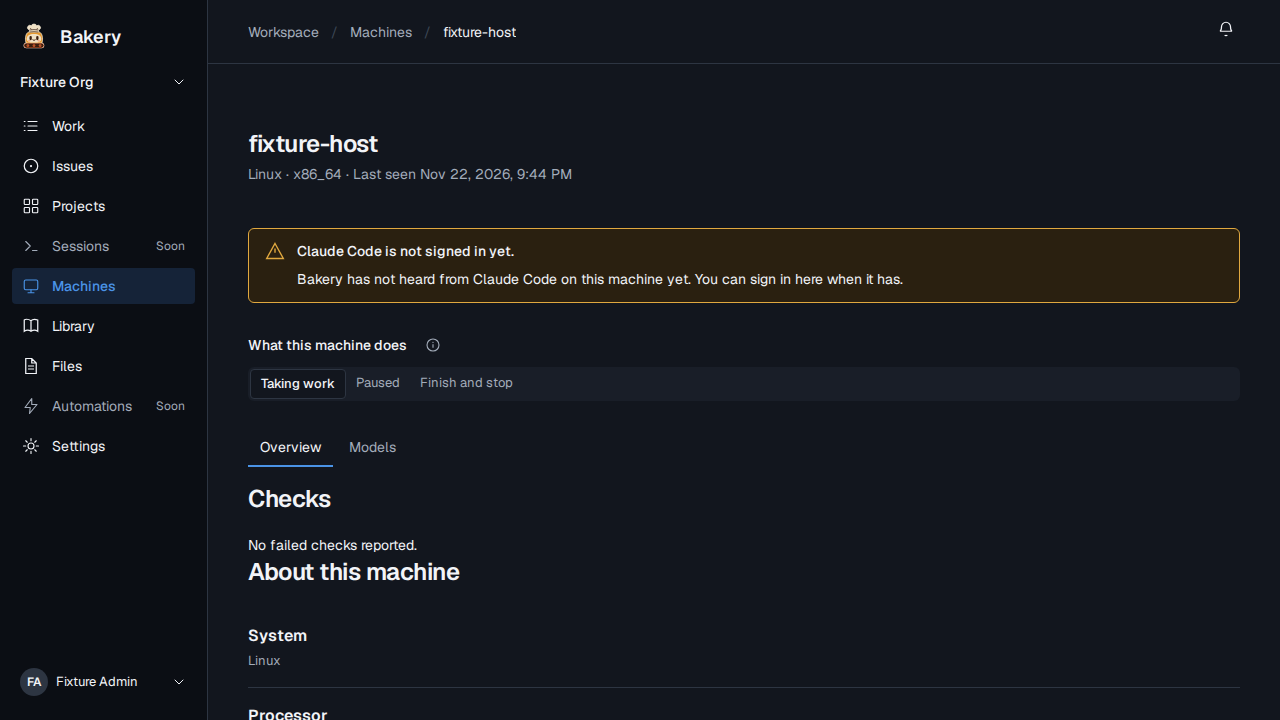 Bakery
Fixture Org
Work
Issues
Projects
Sessions Soon
Machines
Library
Files
Automations Soon
Settings
FA Fixture Admin
Workspace / Machines / fixture-host
fixture-host
Linux · x86_64 · Last seen Nov 22, 2026, 9:44 PM
Claude Code is not signed in yet.
Bakery has not heard from Claude Code on this machine yet. You can sign in here when it has.
What this machine does
Taking work Paused Finish and stop
Overview Models
Checks
No failed checks reported.
About this machine
System
Linux
Processor